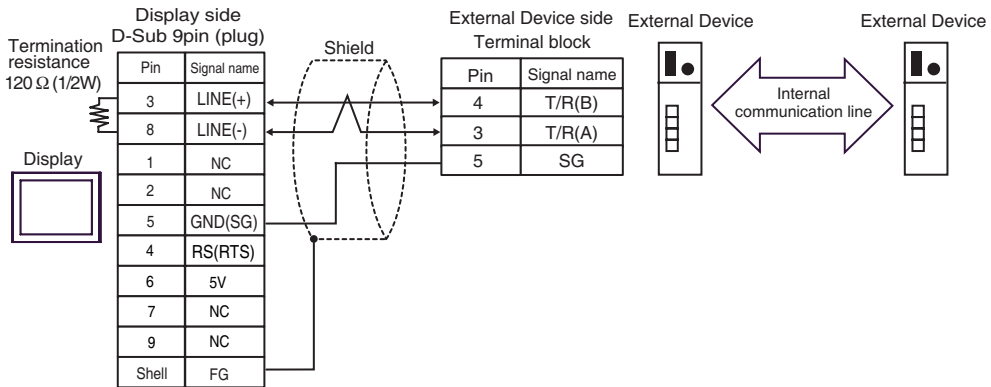 Termination
resistance
120 Ω (1/2W)
Display side
D-Sub 9pin (plug)
Pin Signal name
3 LINE(+)
8 LINE(-)
1 NC
2 NC
5 GND(SG)
4 RS(RTS)
6 5V
7 NC
9 NC
Shell FG
Display
Shield
External Device side
Terminal block
Pin Signal name
4 T/R(B)
3 T/R(A)
5 SG
External Device
Internal
communication line
External Device